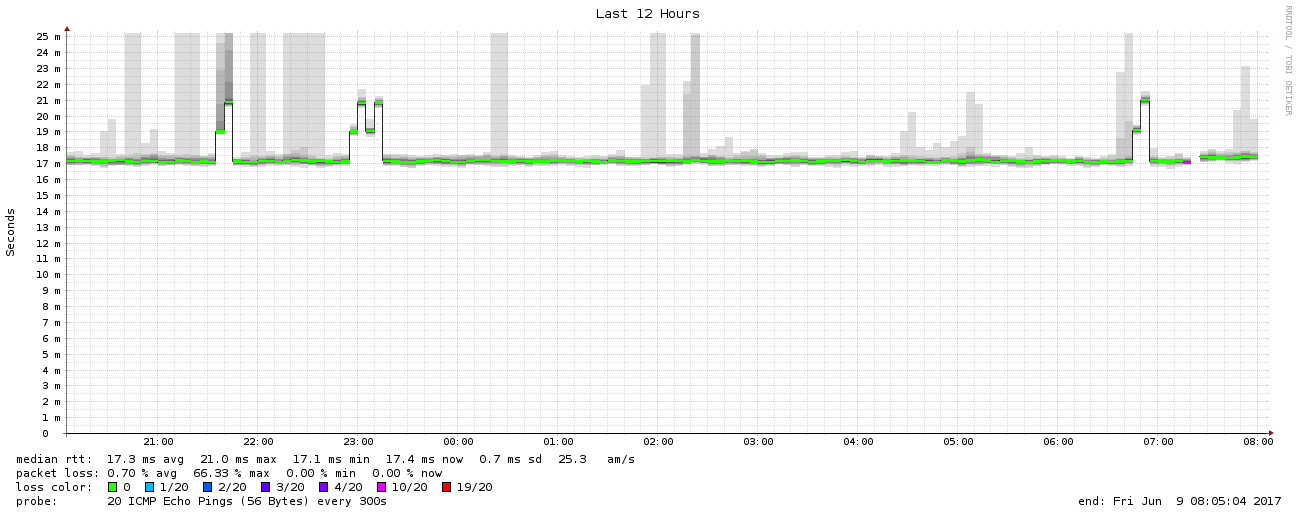 Last 12 Hours
RRDTOOL / TOBI OETIKER
Seconds
25 m
24 m
23 m
22 m
21 m
20 m
19 m
18 m
17 m
16 m
15 m
14 m
13 m
12 m
11 m
10 m
9 m
8 m
7 m
6 m
5 m
4 m
3 m
2 m
1 m
0
21:00 22:00 23:00 00:00 01:00 02:00 03:00 04:00 05:00 06:00 07:00 08:00
median rtt: 17.3 ms avg 21.0 ms max 17.1 ms min 17.4 ms now 0.7 ms sd 25.3 am/s
packet loss: 0.70 % avg 66.33 % max 0.00 % min 0.00 % now
loss color: 0 1/20 2/20 3/20 4/20 10/20 19/20
probe: 20 ICMP Echo Pings (56 Bytes) every 300s end: Fri Jun 9 08:05:04 2017